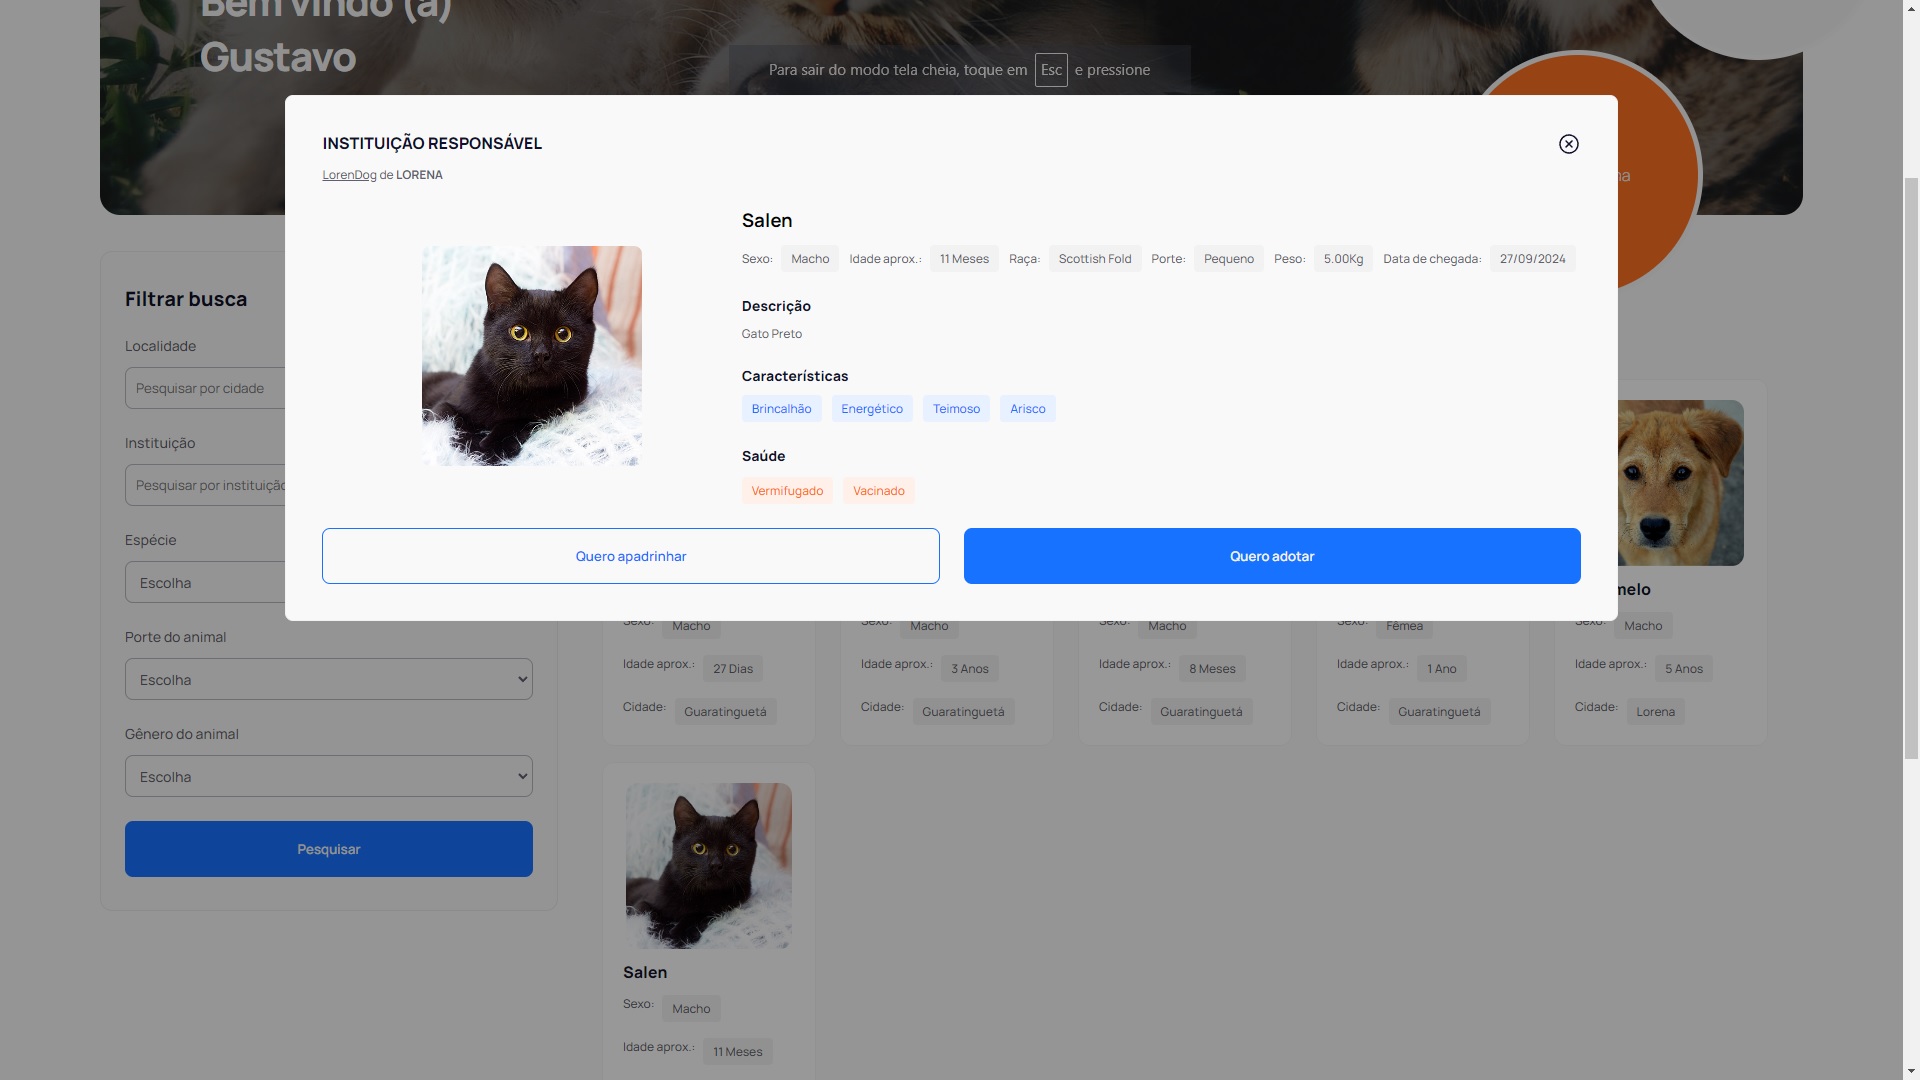 Bem vindo (a)
Gustavo
Para sair do modo tela cheia, toque em Esc e pressione
INSTITUIÇÃO RESPONSÁVEL
LorenDog de LORENA
Salen
Sexo: Macho Idade aprox.: 11 Meses Raça: Scottish Fold Porte: Pequeno Peso: 5.00Kg Data de chegada: 27/09/2024
Descrição
Gato Preto
Características
Brincalhão Energético Teimoso Arisco
Saúde
Vermifugado Vacinado
Quero apadrinhar Quero adotar
Filtrar busca
Localidade
Pesquisar por cidade
Instituição
Pesquisar por instituição
Espécie
Escolha
Porte do animal
Escolha
Gênero do animal
Escolha
Pesquisar
Sexo: Macho Sexo: Macho Sexo: Macho Sexo: Fêmea Sexo: Macho
Idade aprox.: 27 Dias Idade aprox.: 3 Anos Idade aprox.: 8 Meses Idade aprox.: 1 Ano Idade aprox.: 5 Anos
Cidade: Guaratinguetá Cidade: Guaratinguetá Cidade: Guaratinguetá Cidade: Guaratinguetá Cidade: Lorena
Salen
Sexo: Macho
Idade aprox.: 11 Meses